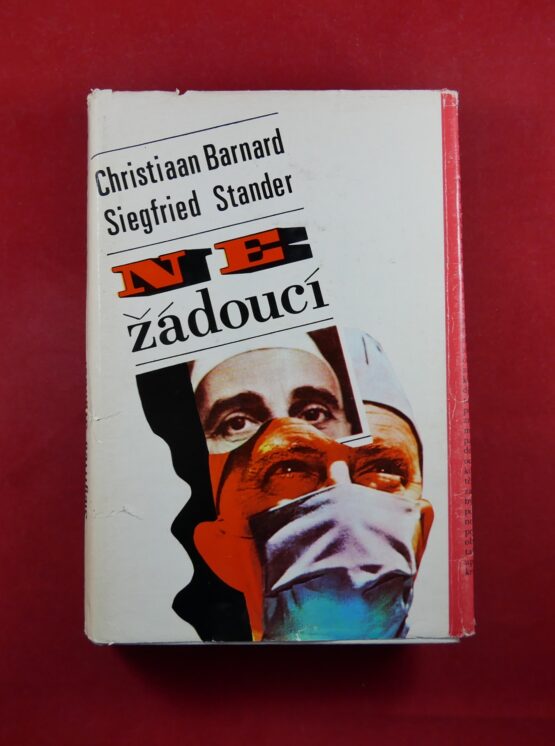 Christiaan Barnard
Siegfried Stander
NE
žádoucí